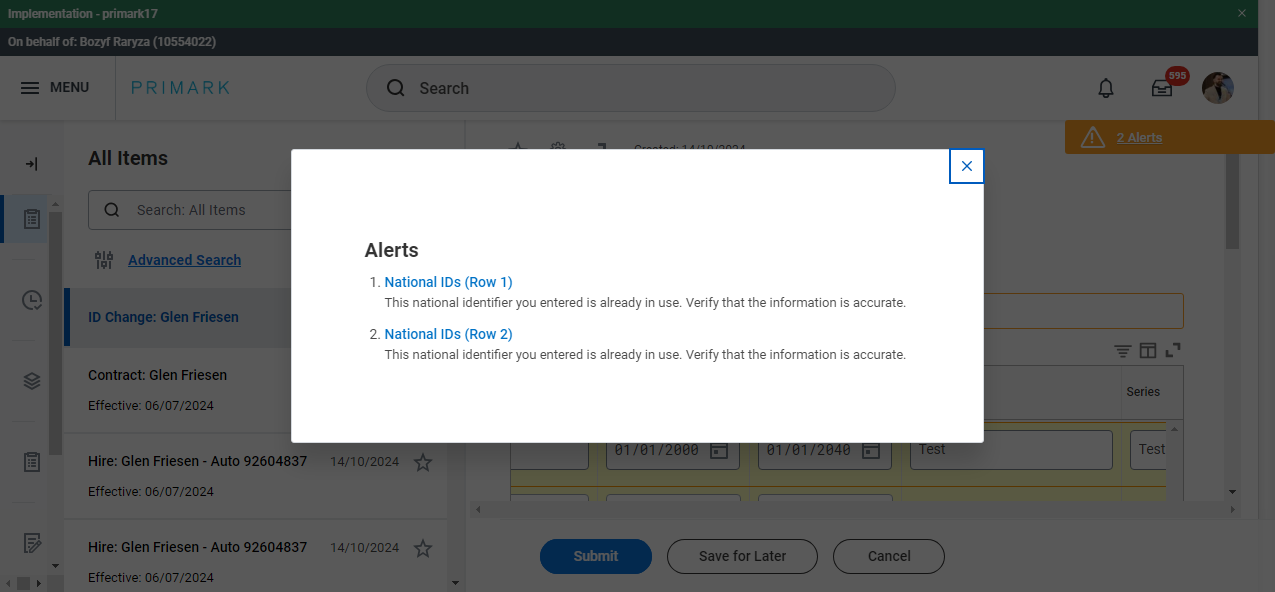 Implementation - primark17
On behalf of: Bozyf Raryza (10554022)
MENU
PRIMARK
Search
595
2 Alerts
All Items
Search: All Items
Advanced Search
ID Change: Glen Friesen
Contract: Glen Friesen
Effective: 06/07/2024
Hire: Glen Friesen - Auto 92604837 14/10/2024
Effective: 06/07/2024
Hire: Glen Friesen - Auto 92604837 14/10/2024
Effective: 06/07/2024
Created: 14/10/2024
Alerts
1. National IDs (Row 1)
This national identifier you entered is already in use. Verify that the information is accurate.
2. National IDs (Row 2)
This national identifier you entered is already in use. Verify that the information is accurate.
Series
01/01/2000 01/01/2040 Test Test
Submit Save for Later Cancel